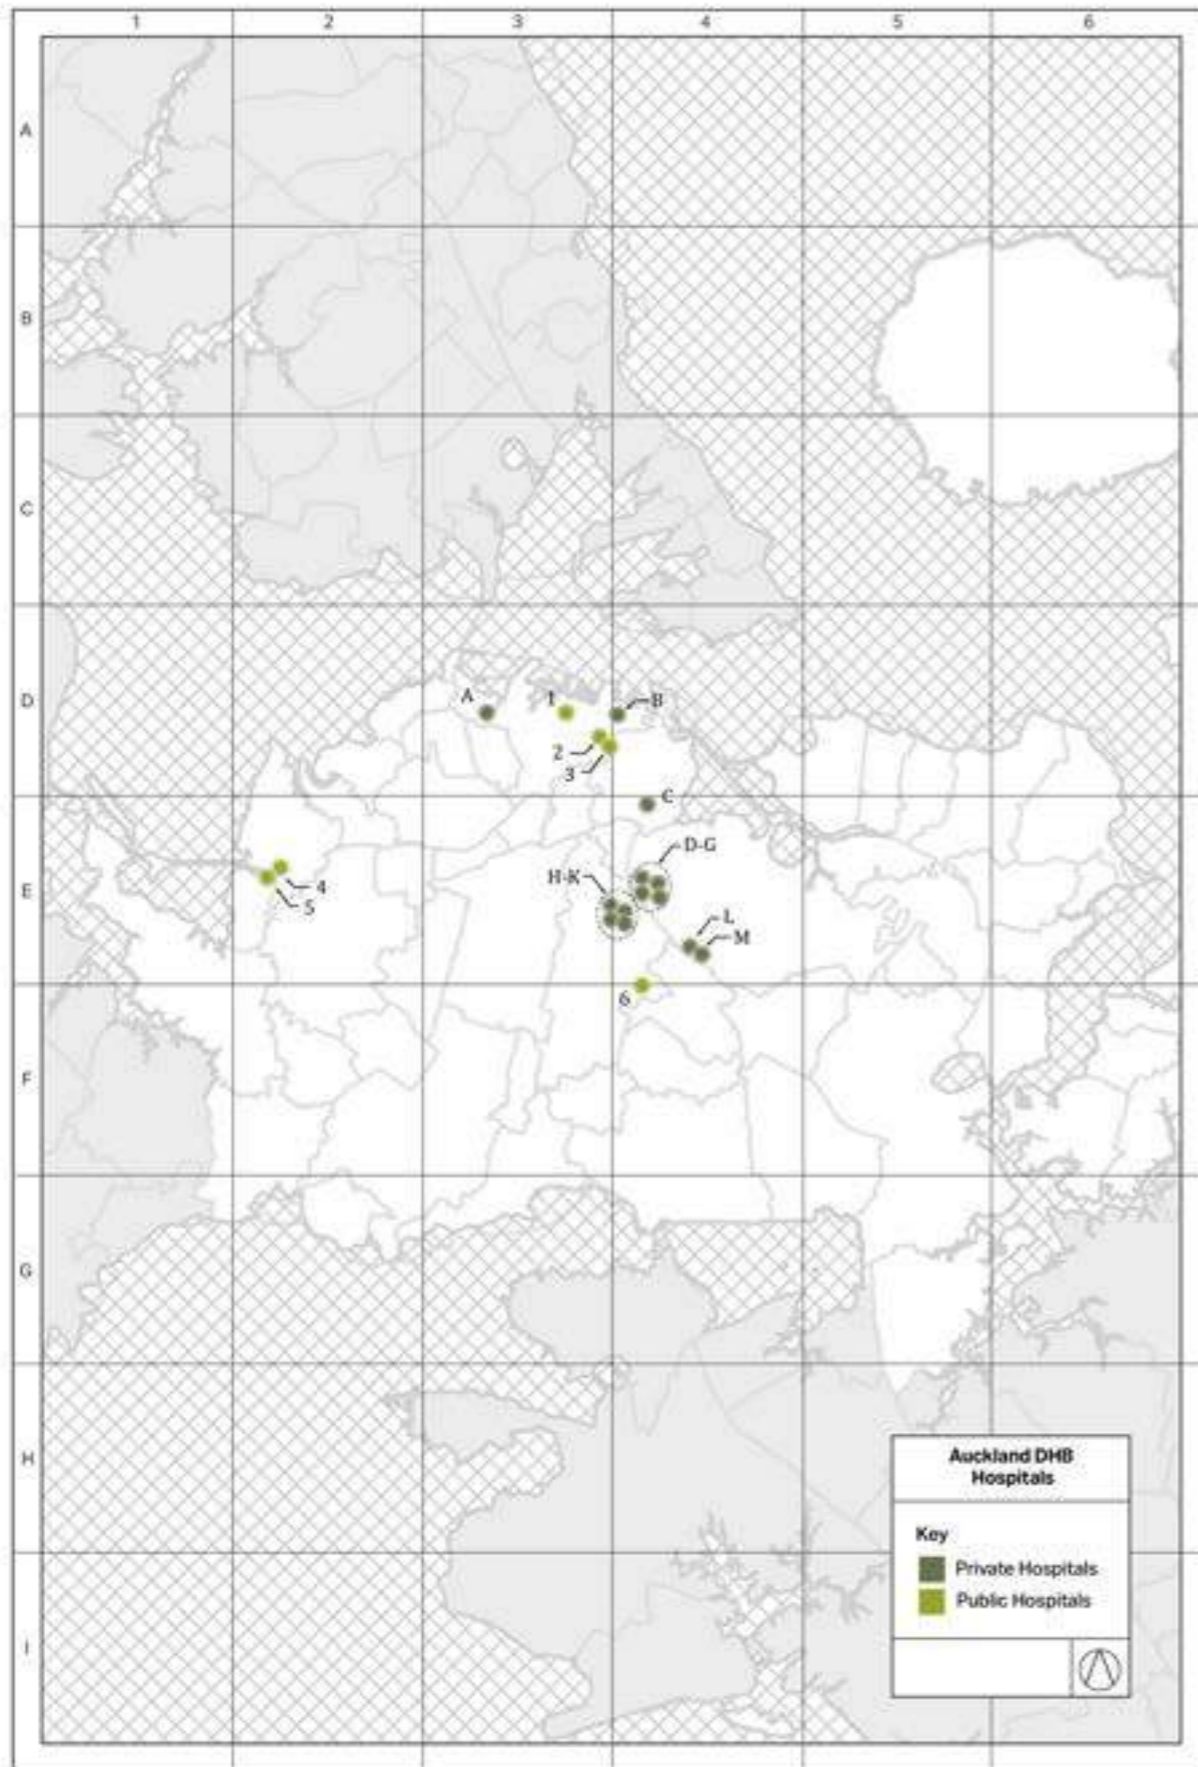 1 2 3 4 5 6
A
B
C
D
E
F
G
H
I
A
1
B
2
3
C
D-G
H-K
4
5
L
M
6
Auckland DHB
Hospitals
Key
Private Hospitals
Public Hospitals